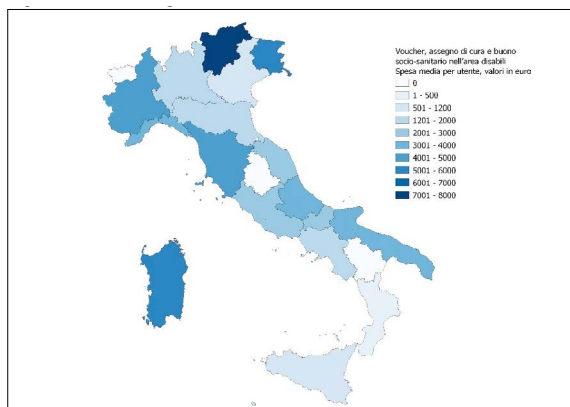 Voucher, assegno di cura e buono
socio-sanitario nell'area disabili
Spesa media per utente, valori in euro
0
1 - 500
501 - 1200
1201 - 2000
2001 - 3000
3001 - 4000
4001 - 5000
5001 - 6000
6001 - 7000
7001 - 8000